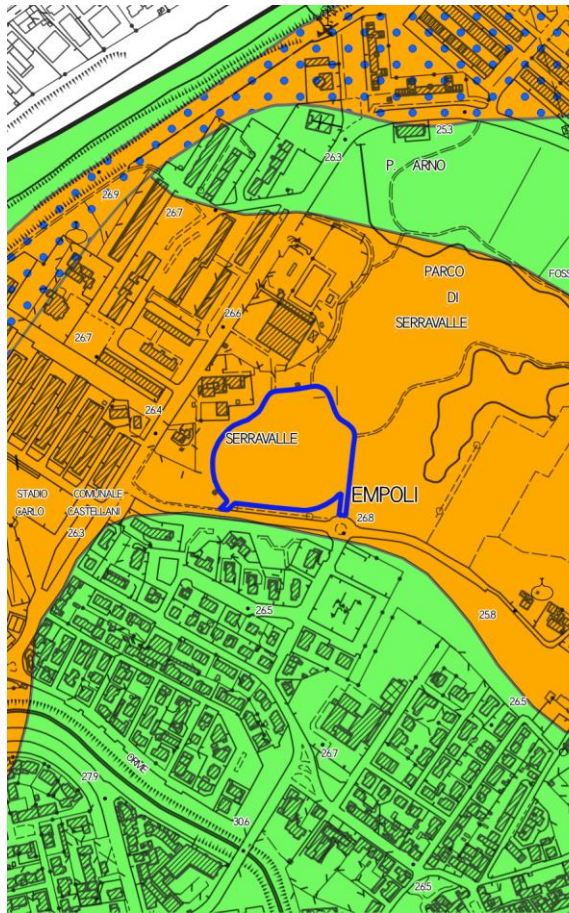 25.3
26.3
P. ARNO
26.9
26.7
PARCO
DI
SERRAVALLE
FOSS
26.6
26.7
26.4
SERRAVALLE
STADIO COMUNALE
CARLO CASTELLANI
EMPOLI
26.8
26.3
26.5
25.8
26.5
26.7
ORME
27.9
30.6
26.5